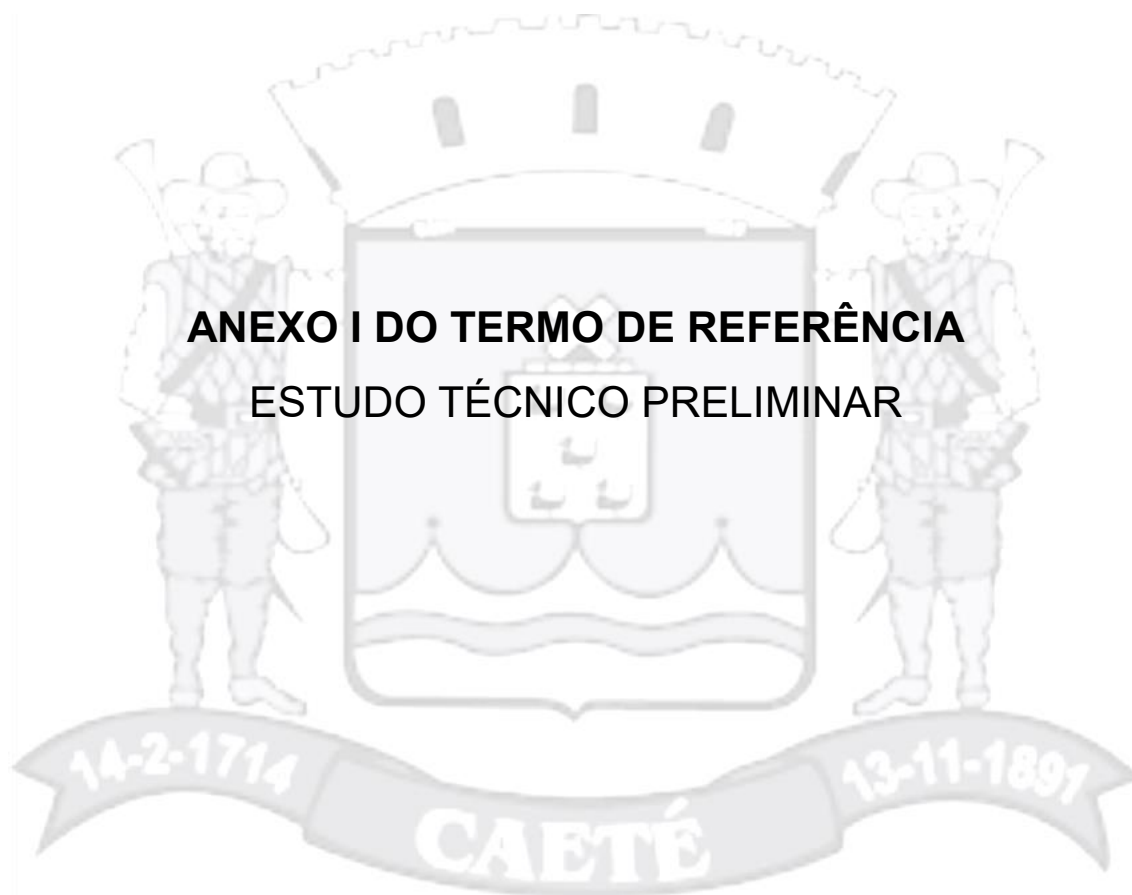 ANEXO I DO TERMO DE REFERÊNCIA
ESTUDO TÉCNICO PRELIMINAR
14-2-1714
13-11-1891
CAETÉ